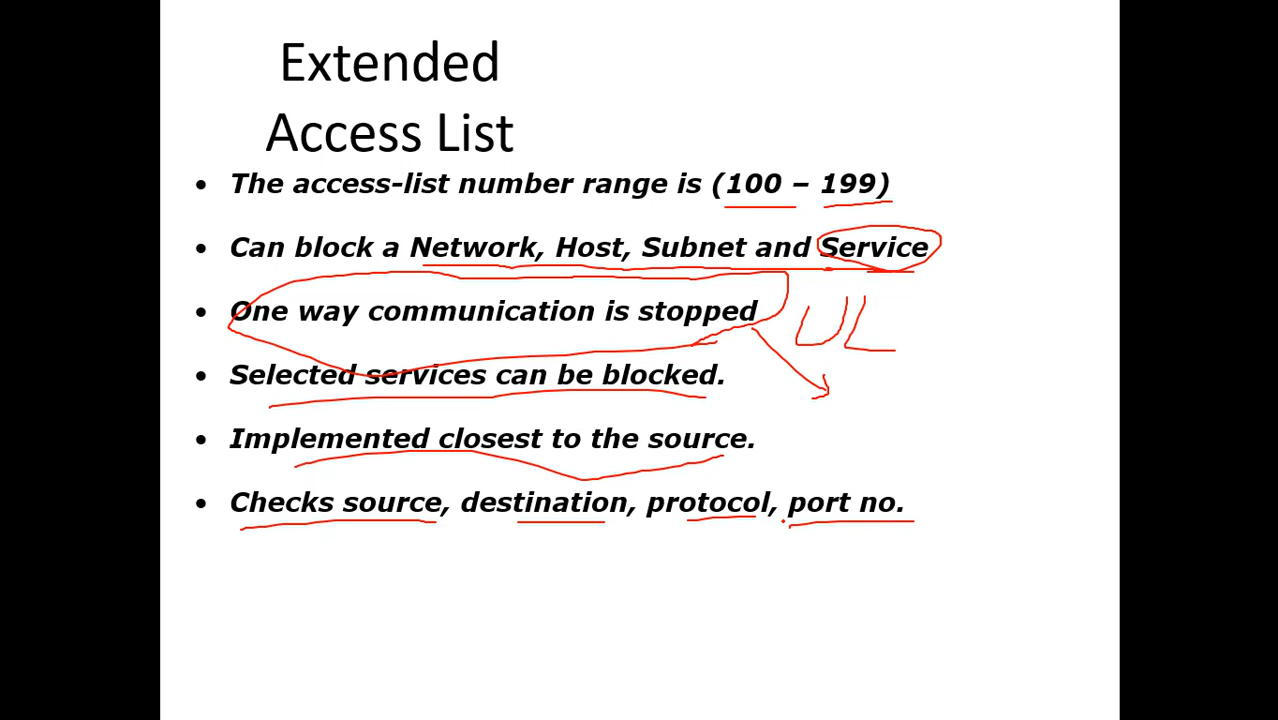 Extended
Access List
• The access-list number range is (100 – 199)
• Can block a Network, Host, Subnet and Service
• One way communication is stopped
UL
• Selected services can be blocked.
• Implemented closest to the source.
• Checks source, destination, protocol, port no.